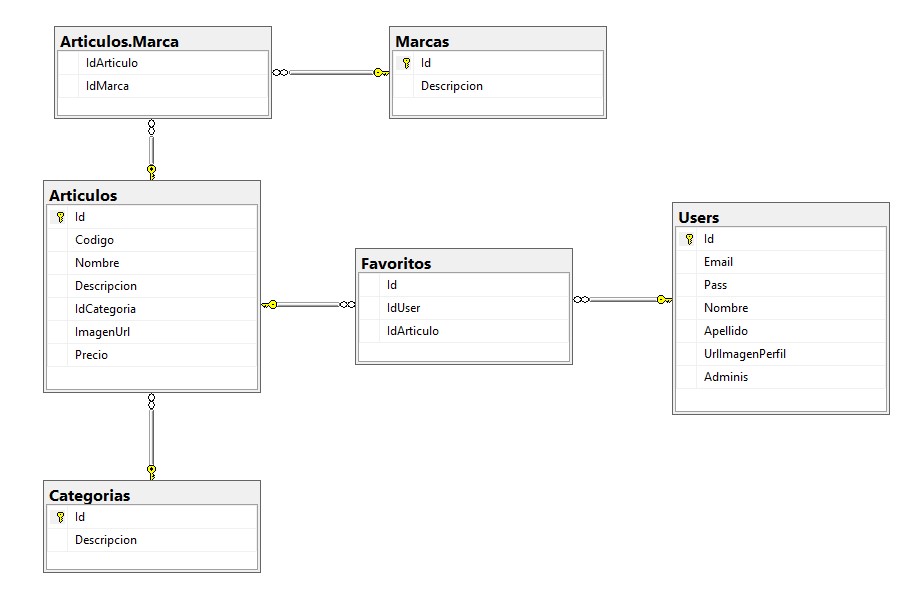 Articulos.Marca
IdArticulo
IdMarca
Marcas
Id
Descripcion
Articulos
Id
Codigo
Nombre
Descripcion
IdCategoria
ImagenUrl
Precio
Favoritos
Id
IdUser
IdArticulo
Users
Id
Email
Pass
Nombre
Apellido
UrlImagenPerfil
Adminis
Categorias
Id
Descripcion